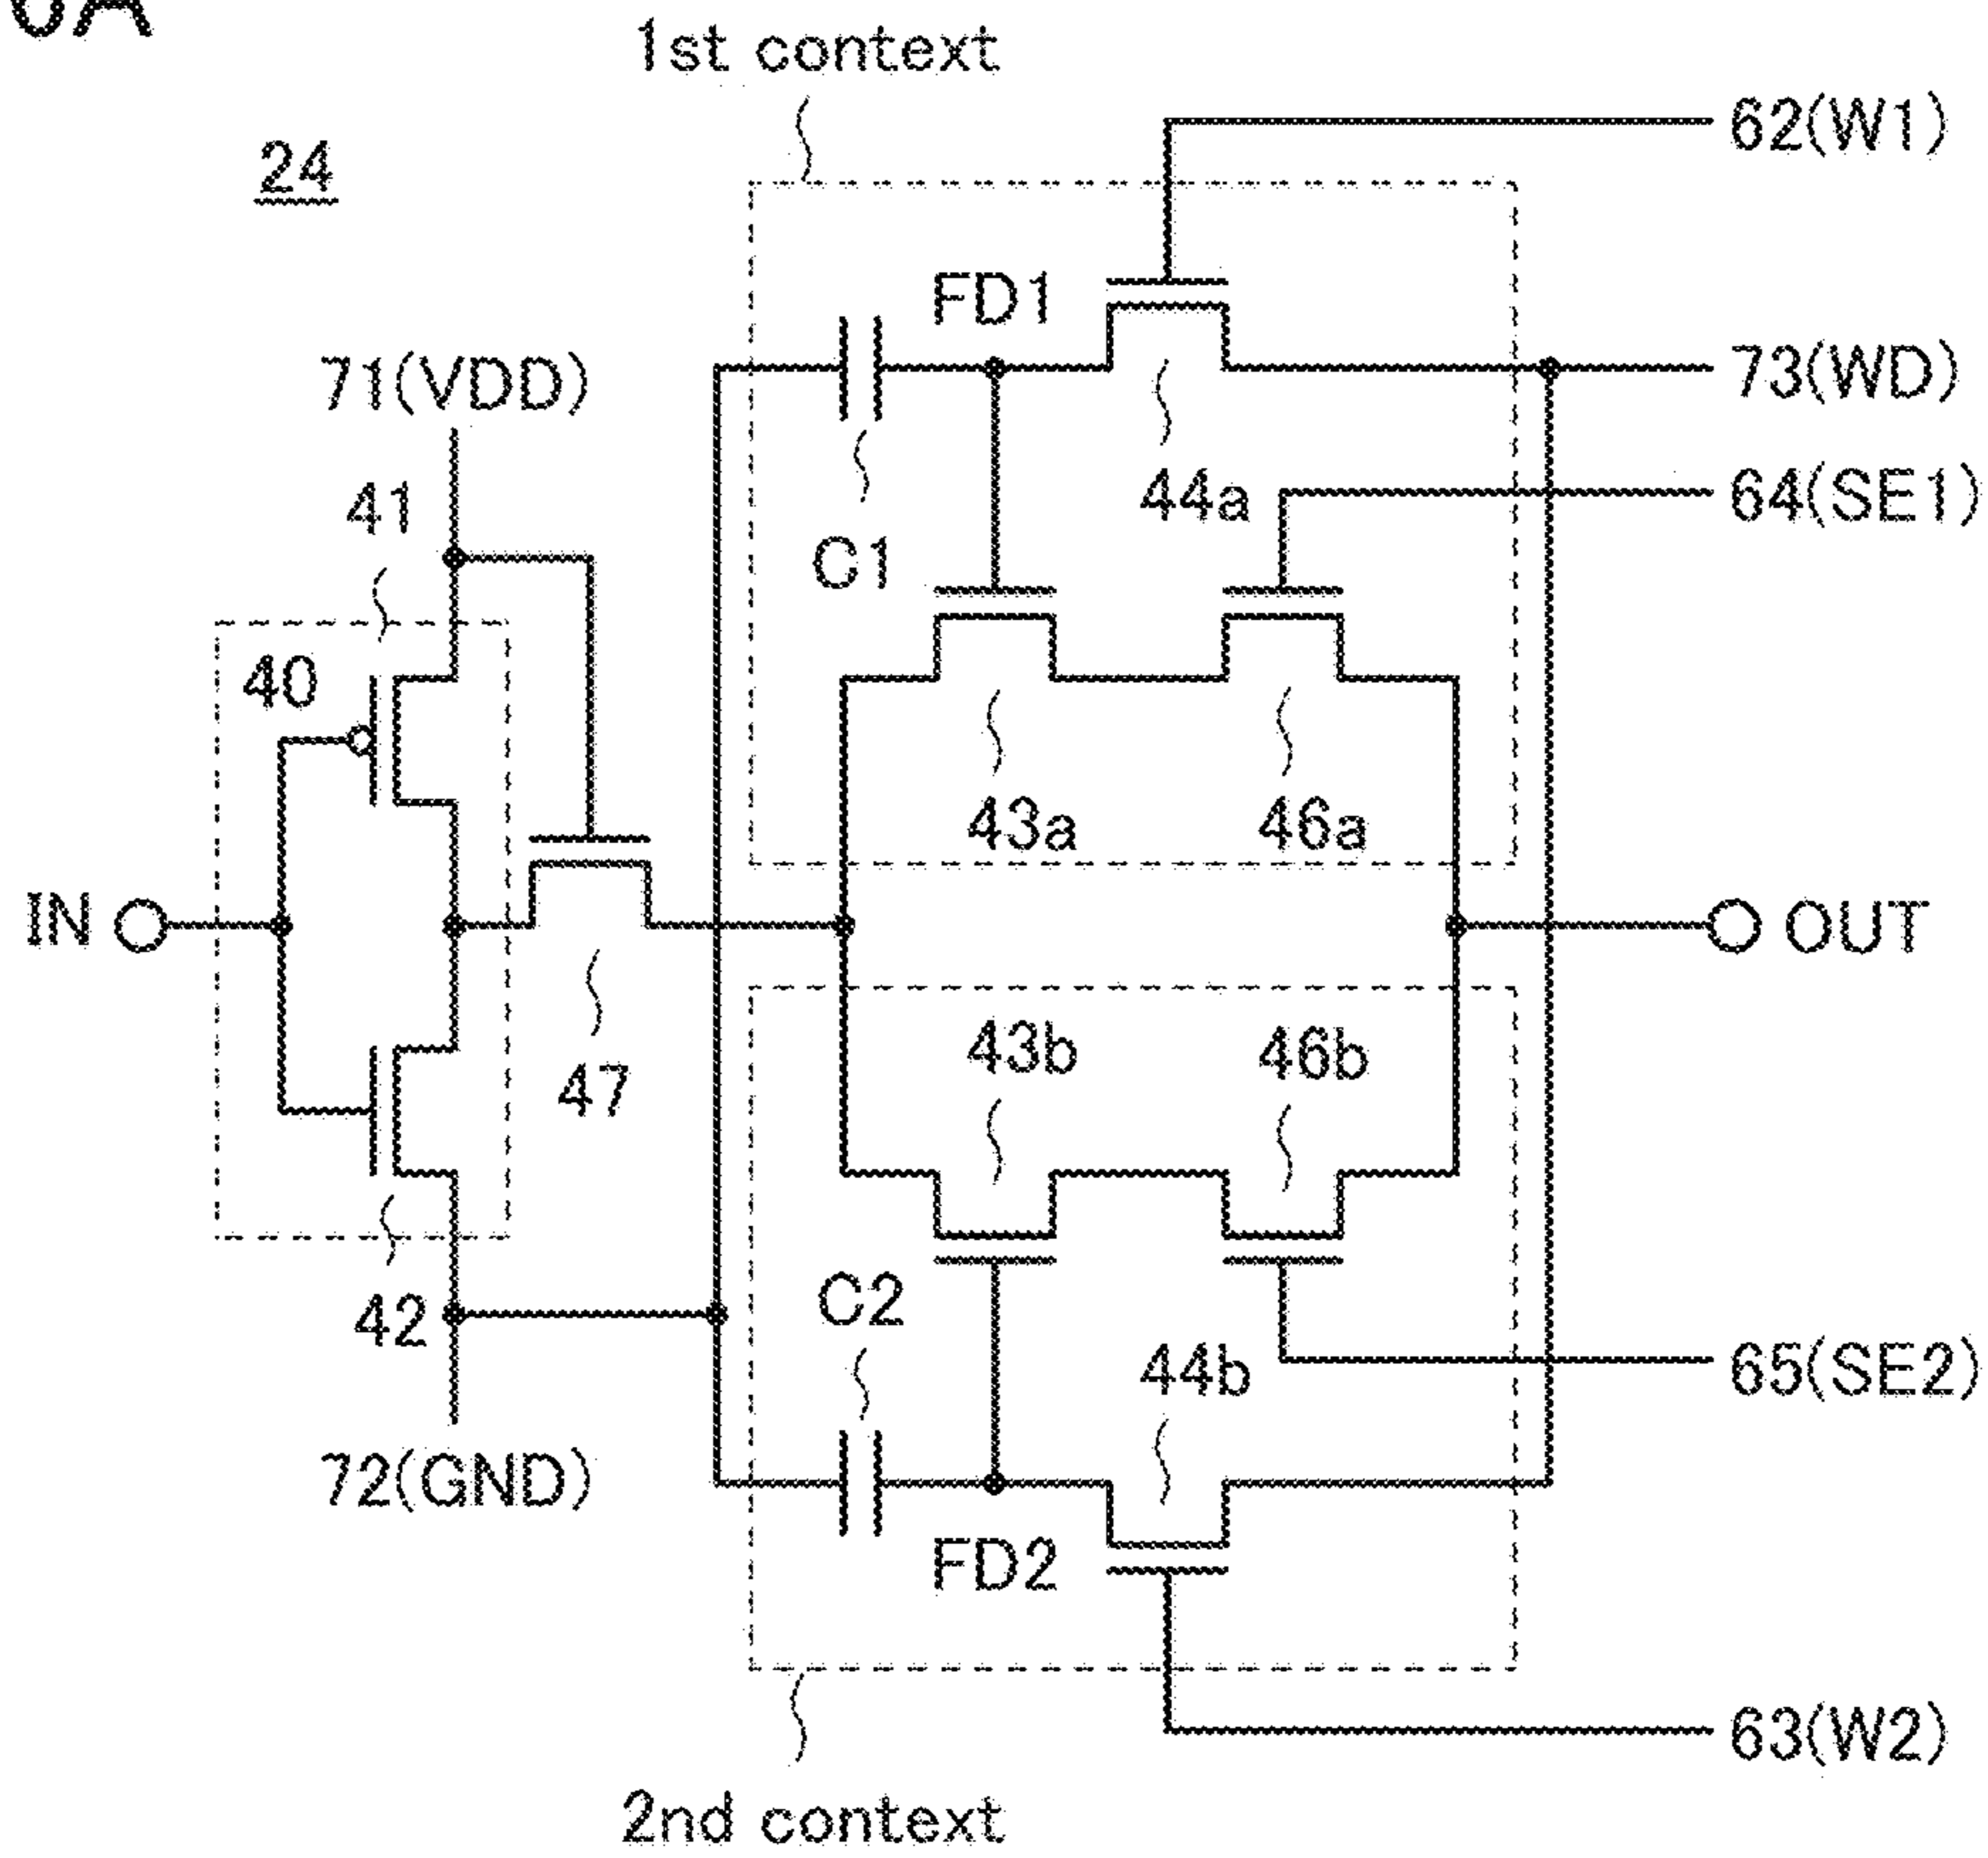 1st context
62(W1)
24
FD1
71(VDD)
73(WD)
41
44a
64(SE1)
C1
40
43a
46a
IN
OUT
43b
46b
47
C2
42
44b
65(SE2)
72(GND)
FD2
63(W2)
2nd context